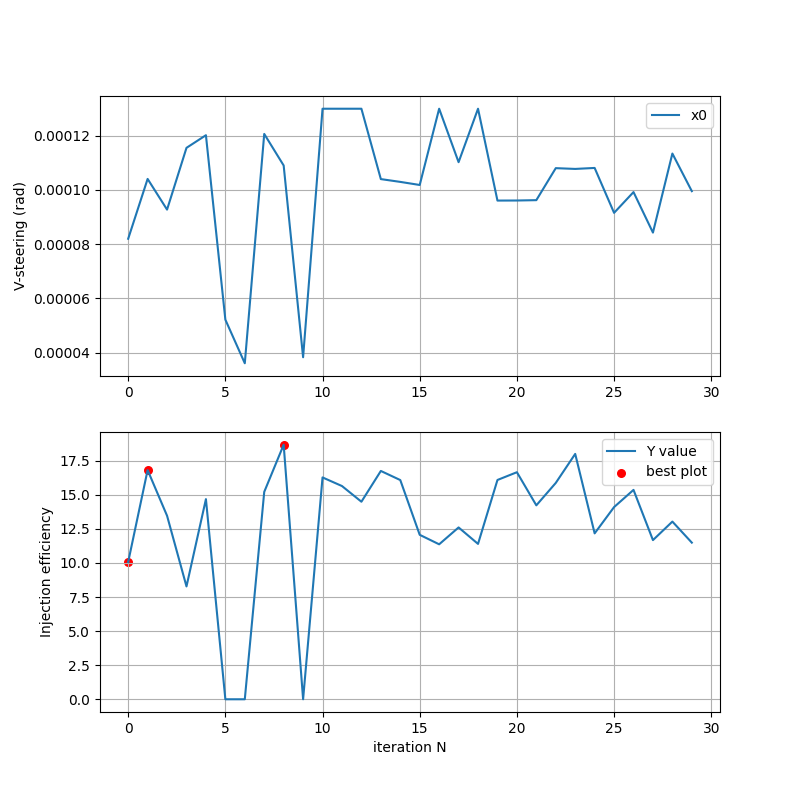 x0
0.00012
0.00010
0.00008
0.00006
0.00004
V-steering (rad)
0 5 10 15 20 25 30
Y value
best plot
17.5
15.0
12.5
10.0
7.5
5.0
2.5
0.0
Injection efficiency
0 5 10 15 20 25 30
iteration N